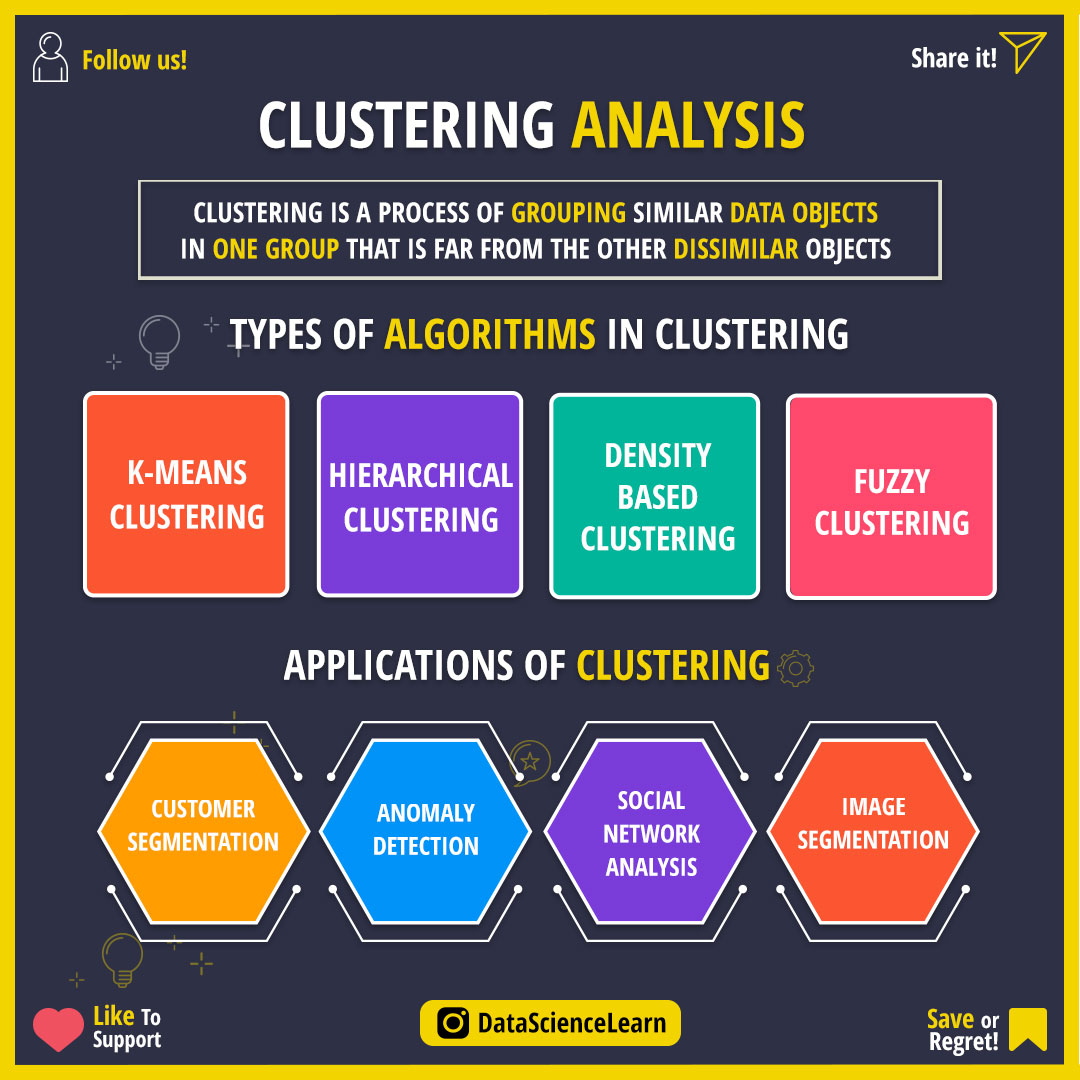 Follow us!
Share it!
CLUSTERING ANALYSIS
CLUSTERING IS A PROCESS OF GROUPING SIMILAR DATA OBJECTS
IN ONE GROUP THAT IS FAR FROM THE OTHER DISSIMILAR OBJECTS
TYPES OF ALGORITHMS IN CLUSTERING
K-MEANS
CLUSTERING
HIERARCHICAL
CLUSTERING
DENSITY
BASED
CLUSTERING
FUZZY
CLUSTERING
APPLICATIONS OF CLUSTERING
CUSTOMER
SEGMENTATION
ANOMALY
DETECTION
SOCIAL
NETWORK
ANALYSIS
IMAGE
SEGMENTATION
Like To
Support
DataScienceLearn
Save or
Regret!